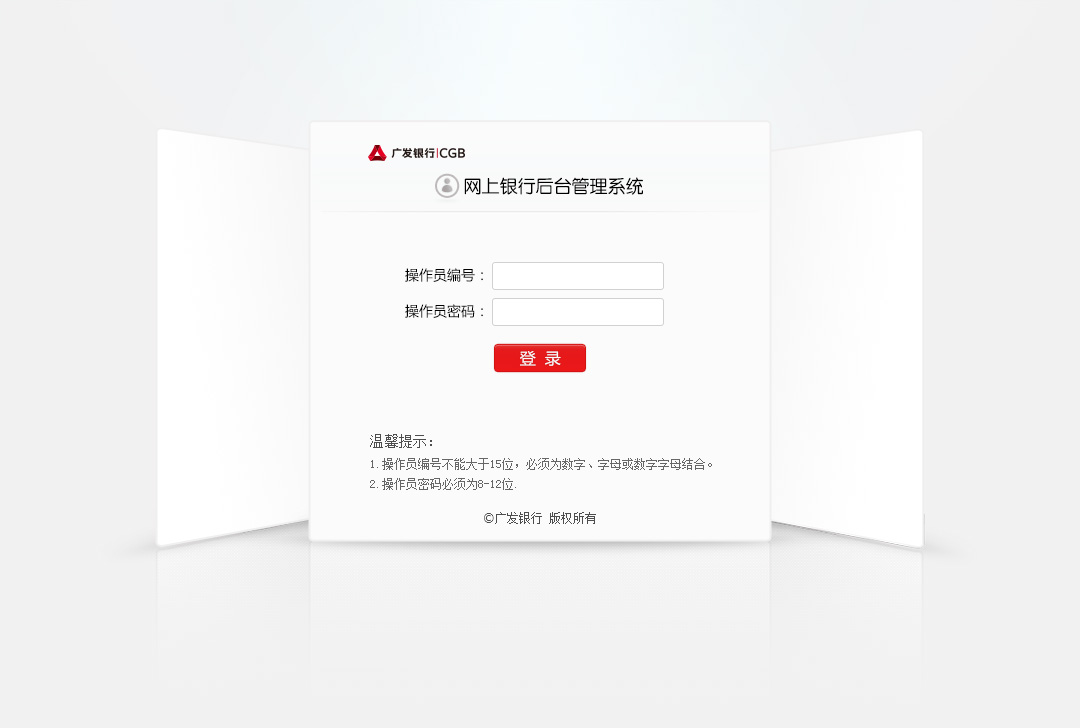 广发银行|CGB
网上银行后台管理系统
操作员编号：
操作员密码：
登 录
温馨提示：
1.操作员编号不能大于15位，必须为数字、字母或数字字母结合。
2.操作员密码必须为8-12位.
©广发银行 版权所有